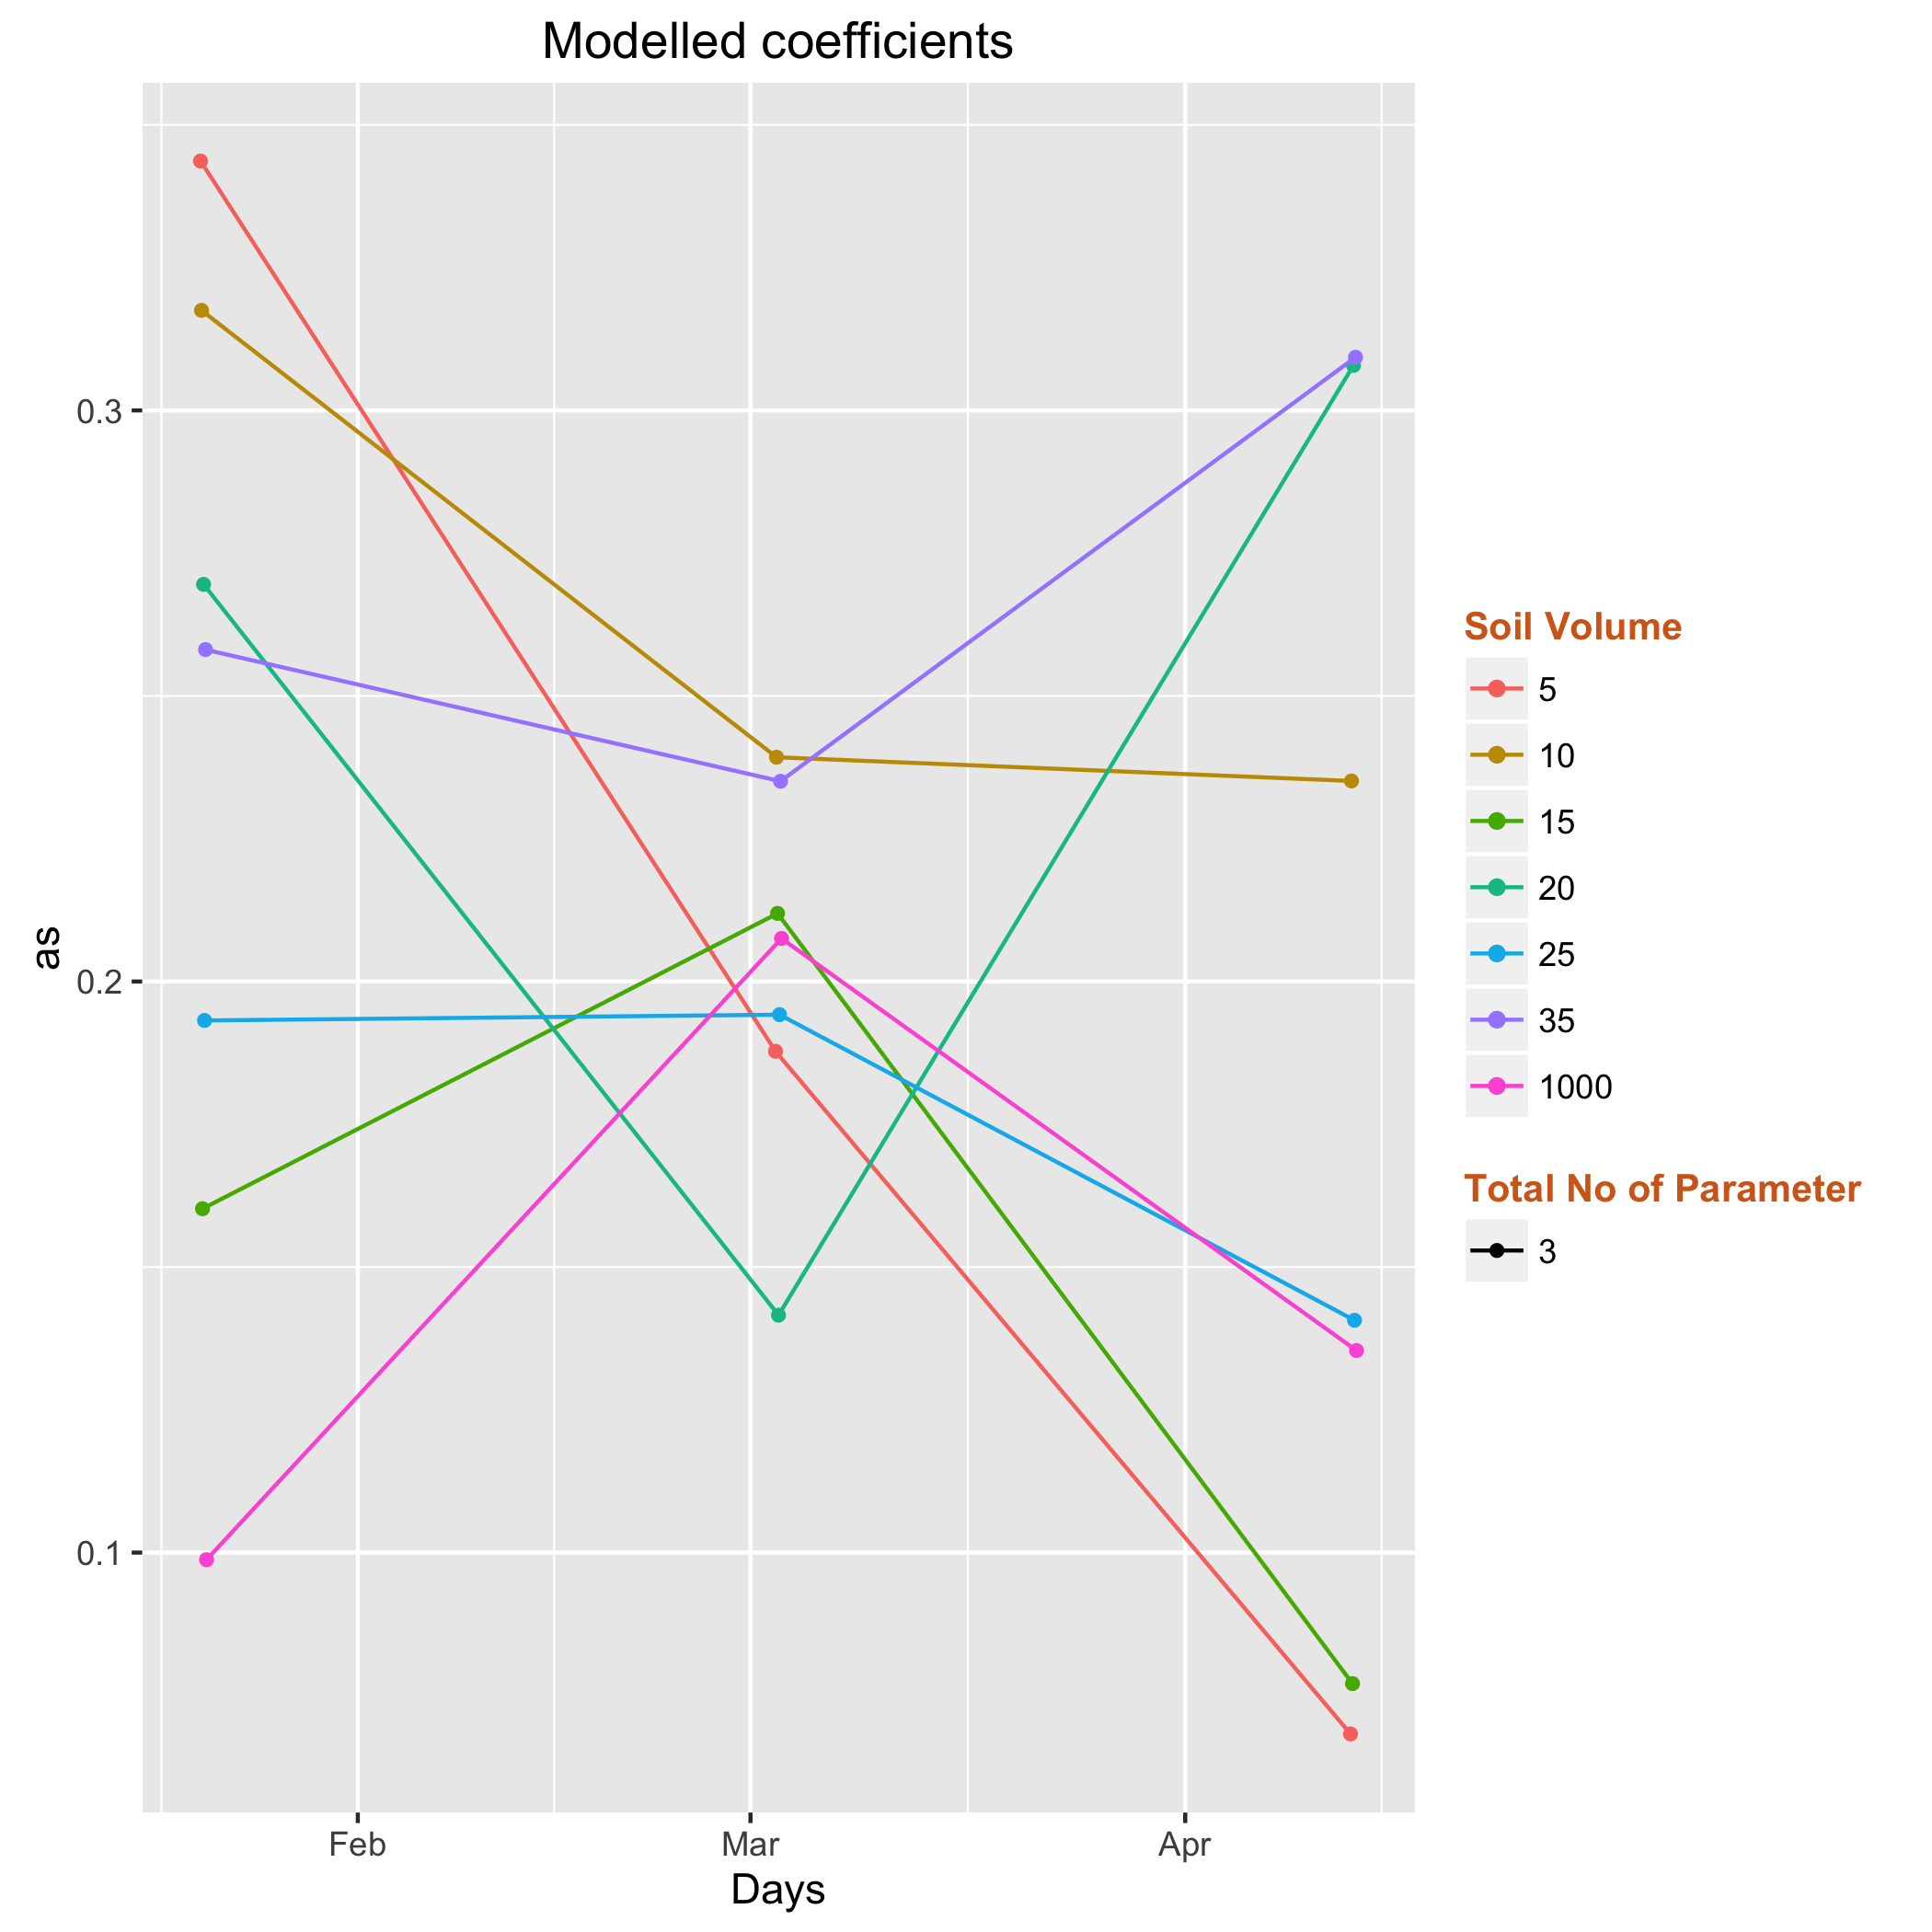 Modelled coefficients
as
0.3
0.2
0.1
Feb
Mar
Apr
Days
Soil Volume
5
10
15
20
25
35
1000
Total No of Parameter
3